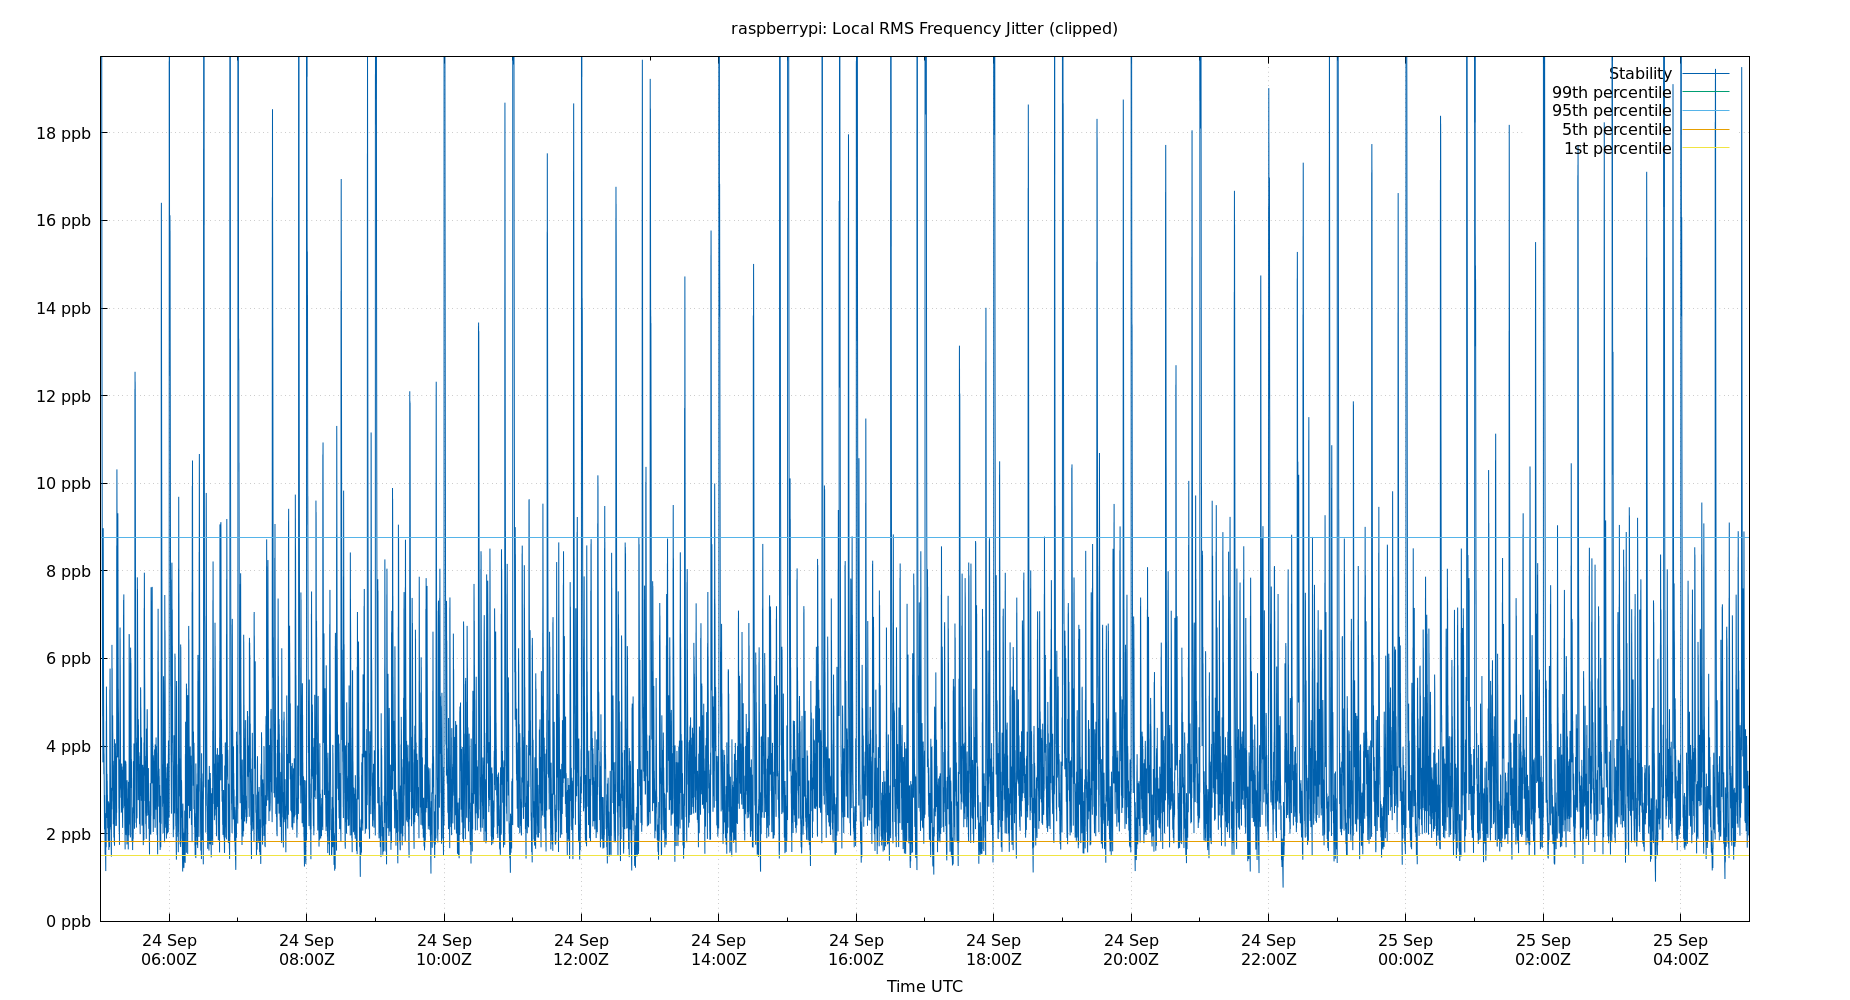 raspberrypi: Local RMS Frequency Jitter (clipped)
Stability
99th percentile
95th percentile
5th percentile
1st percentile
18 ppb
16 ppb
14 ppb
12 ppb
10 ppb
8 ppb
6 ppb
4 ppb
2 ppb
0 ppb
24 Sep 24 Sep 24 Sep 24 Sep 24 Sep 24 Sep 24 Sep 24 Sep 24 Sep 25 Sep 25 Sep 25 Sep
06:00Z 08:00Z 10:00Z 12:00Z 14:00Z 16:00Z 18:00Z 20:00Z 22:00Z 00:00Z 02:00Z 04:00Z
Time UTC